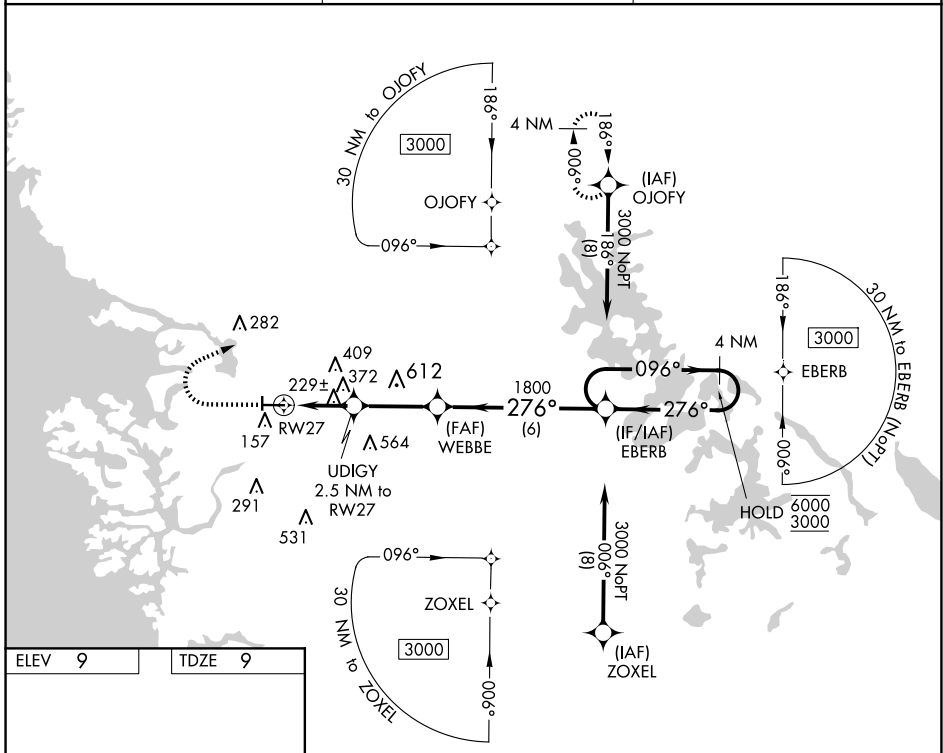 30 NM to OJOFY
186°
3000
OJOFY
096°
4 NM
186°
006°
(IAF)
OJOFY
3000 NoPT
186°
(8)
186°
30 NM to EBERB (NoPT)
3000
EBERB
006°
282
409
372
229±
612
157
RW27
564
291
531
UDIGY
2.5 NM to
RW27
(FAF)
WEBBE
1800
276°
(6)
4 NM
096°
276°
(IF/IAF)
EBERB
HOLD
6000
3000
3000 NoPT
006°
(8)
(IAF)
ZOXEL
096°
ZOXEL
3000
006°
30 NM to ZOXEL
ELEV 9
TDZE 9